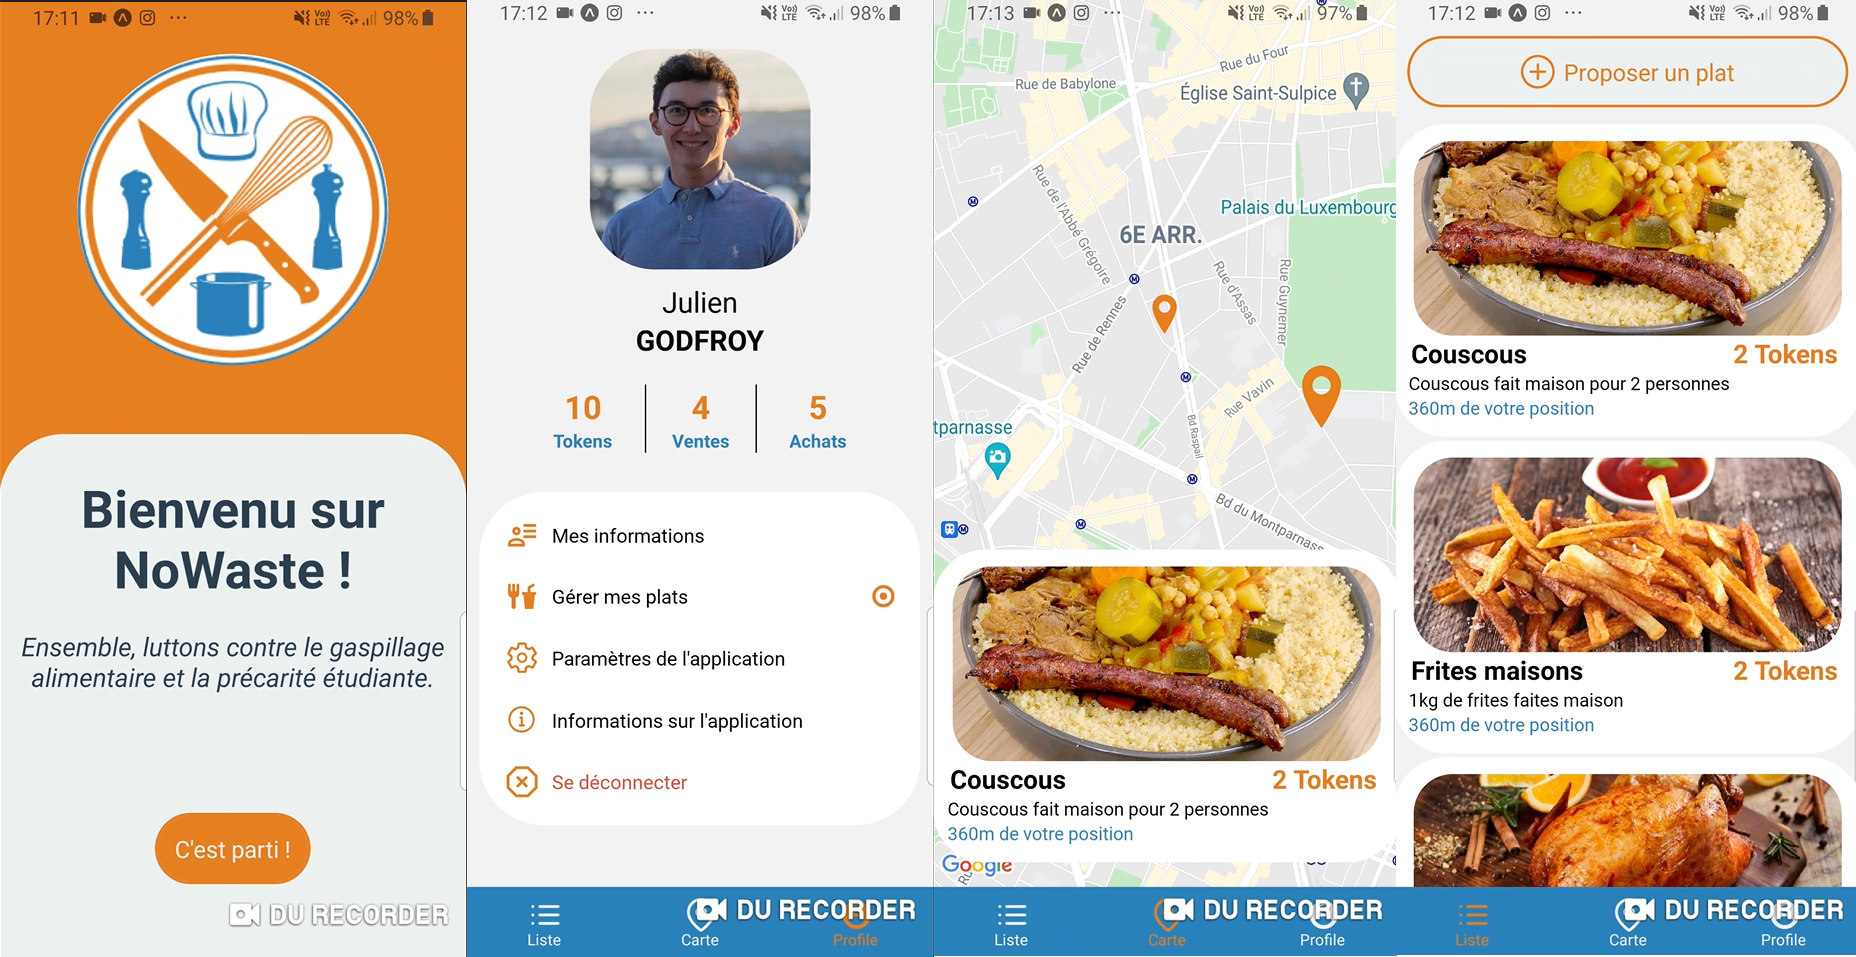 17:11
98%
Bienvenu sur
NoWaste !
Ensemble, luttons contre le gaspillage
alimentaire et la précarité étudiante.
C'est parti !
DU RECORDER
17:12
Vo))
LTE
98%
Julien
GODFROY
10
4
5
Tokens
Ventes
Achats
Mes informations
Gérer mes plats
Paramètres de l'application
Informations sur l'application
Se déconnecter
DU RECORDER
Liste
Carte
Profile
17:13
Vo))
LTE
97%
Rue du Four
Rue de Babylone
Église Saint-Sulpice
Rue de l'Abbé Grégoire
Palais du Luxembourg
6E ARR.
Rue d'Assas
Rue Guynemer
Rue de Rennes
Rue Vavin
Bd Raspail
tparnasse
Bd du Montparnass
Couscous
2 Tokens
Couscous fait maison pour 2 personnes
360m de votre position
Google
DU RECORDER
Liste
Carte
Profile
17:12
Vo))
LTE
98%
Proposer un plat
Couscous
2 Tokens
Couscous fait maison pour 2 personnes
360m de votre position
Frites maisons
2 Tokens
1kg de frites faites maison
360m de votre position
DU RECORDER
Liste
Carte
Profile